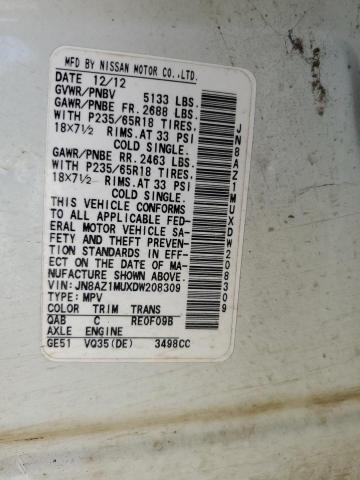 MFD BY NISSAN MOTOR CO.,LTD.
DATE 12/12
GVWR/PNBV 5133 LBS.
GAWR/PNBE FR. 2688 LBS.
WITH P235/65R18 TIRES.
18X7½ RIMS.AT 33 PSI
COLD SINGLE.
GAWR/PNBE RR. 2463 LBS.
WITH P235/65R18 TIRES.
18X7½ RIMS.AT 33 PSI
COLD SINGLE.
THIS VEHICLE CONFORMS
TO ALL APPLICABLE FED-
ERAL MOTOR VEHICLE SA-
FETY AND THEFT PREVEN-
TION STANDARDS IN EFF-
ECT ON THE DATE OF MA-
NUFACTURE SHOWN ABOVE.
VIN: JN8AZ1MUXDW208309
TYPE: MPV
COLOR TRIM TRANS
QAB C RE0F09B
AXLE ENGINE
GE51 VQ35(DE) 3498CC
JN8AZ1MUXDW208309